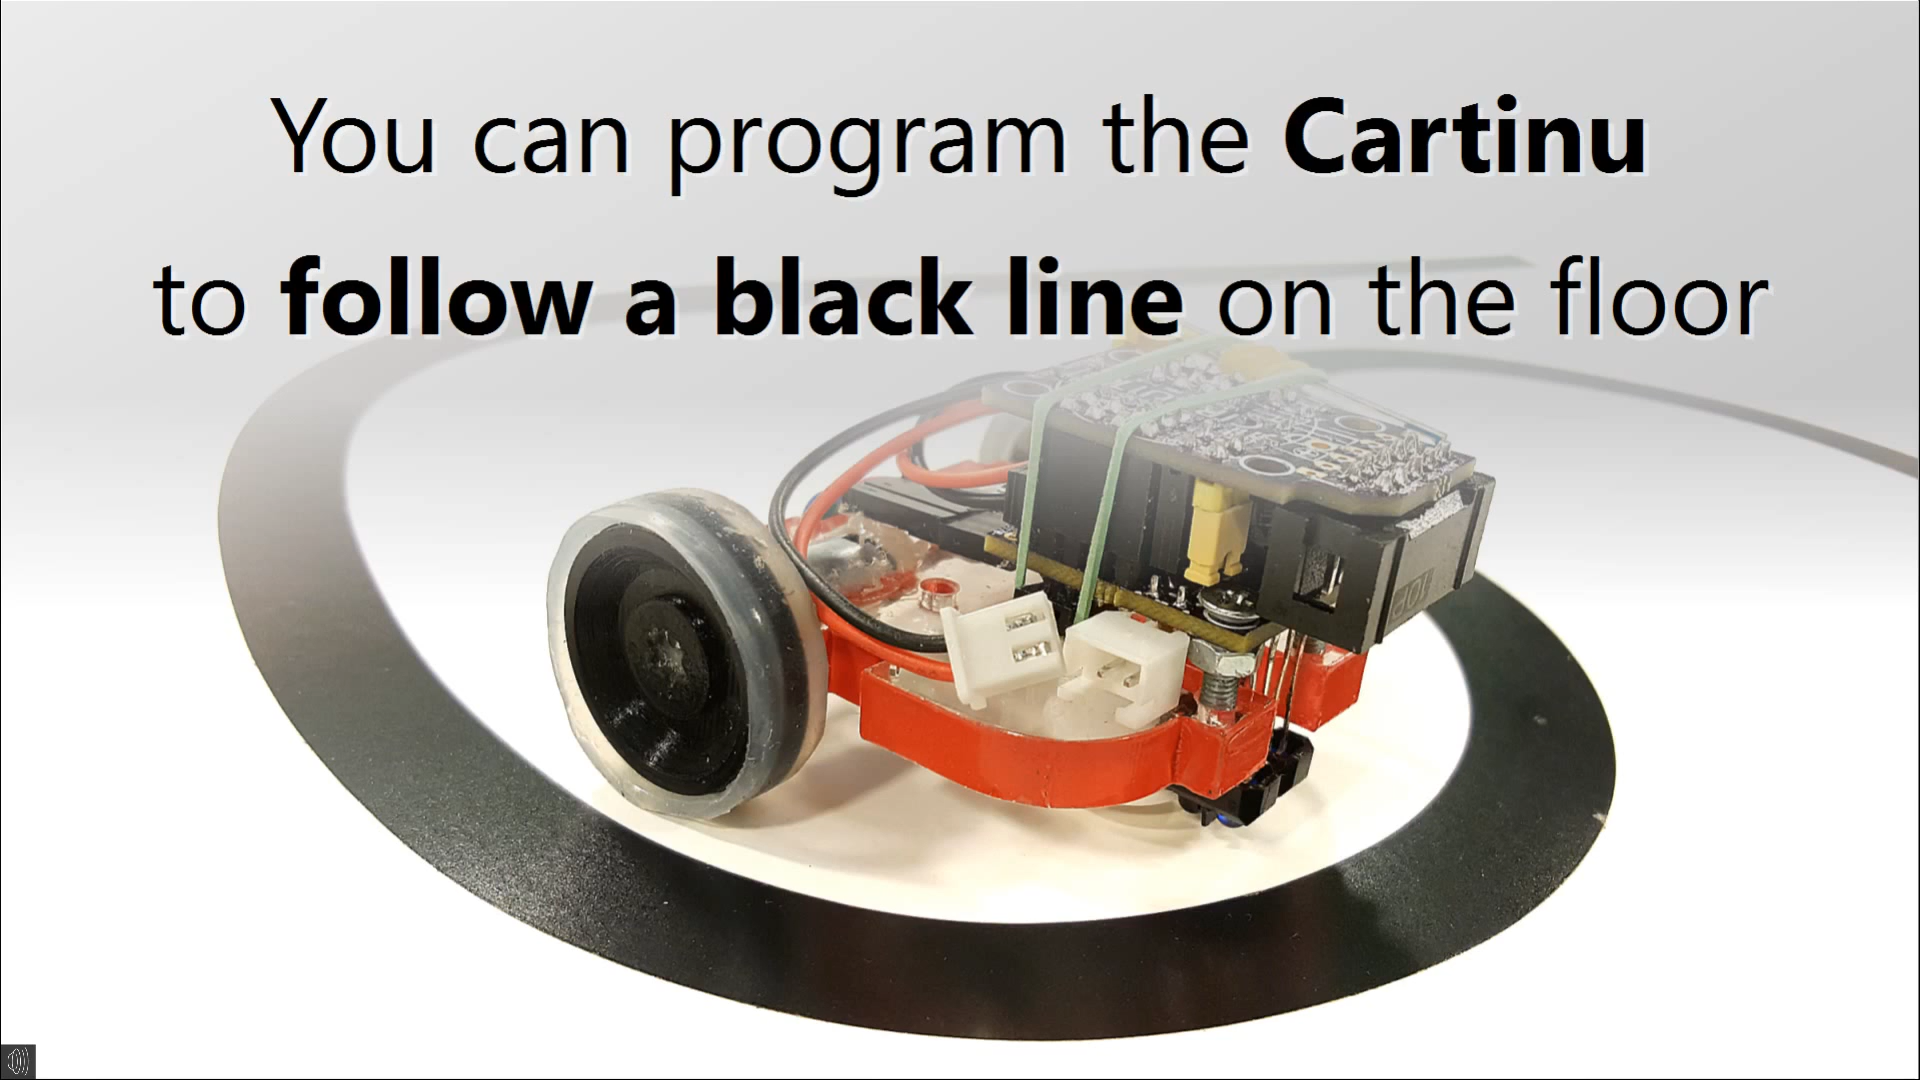 You can program the Cartinu
to follow a black line on the floor